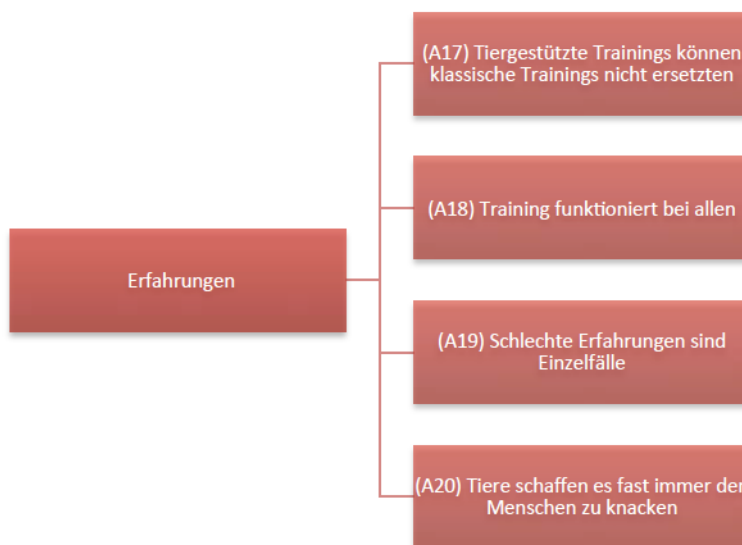 (A17) Tiergestützte Trainings können
klassische Trainings nicht ersetzten
(A18) Training funktioniert bei allen
Erfahrungen
(A19) Schlechte Erfahrungen sind
Einzelfälle
(A20) Tiere schaffen es fast immer den
Menschen zu knacken